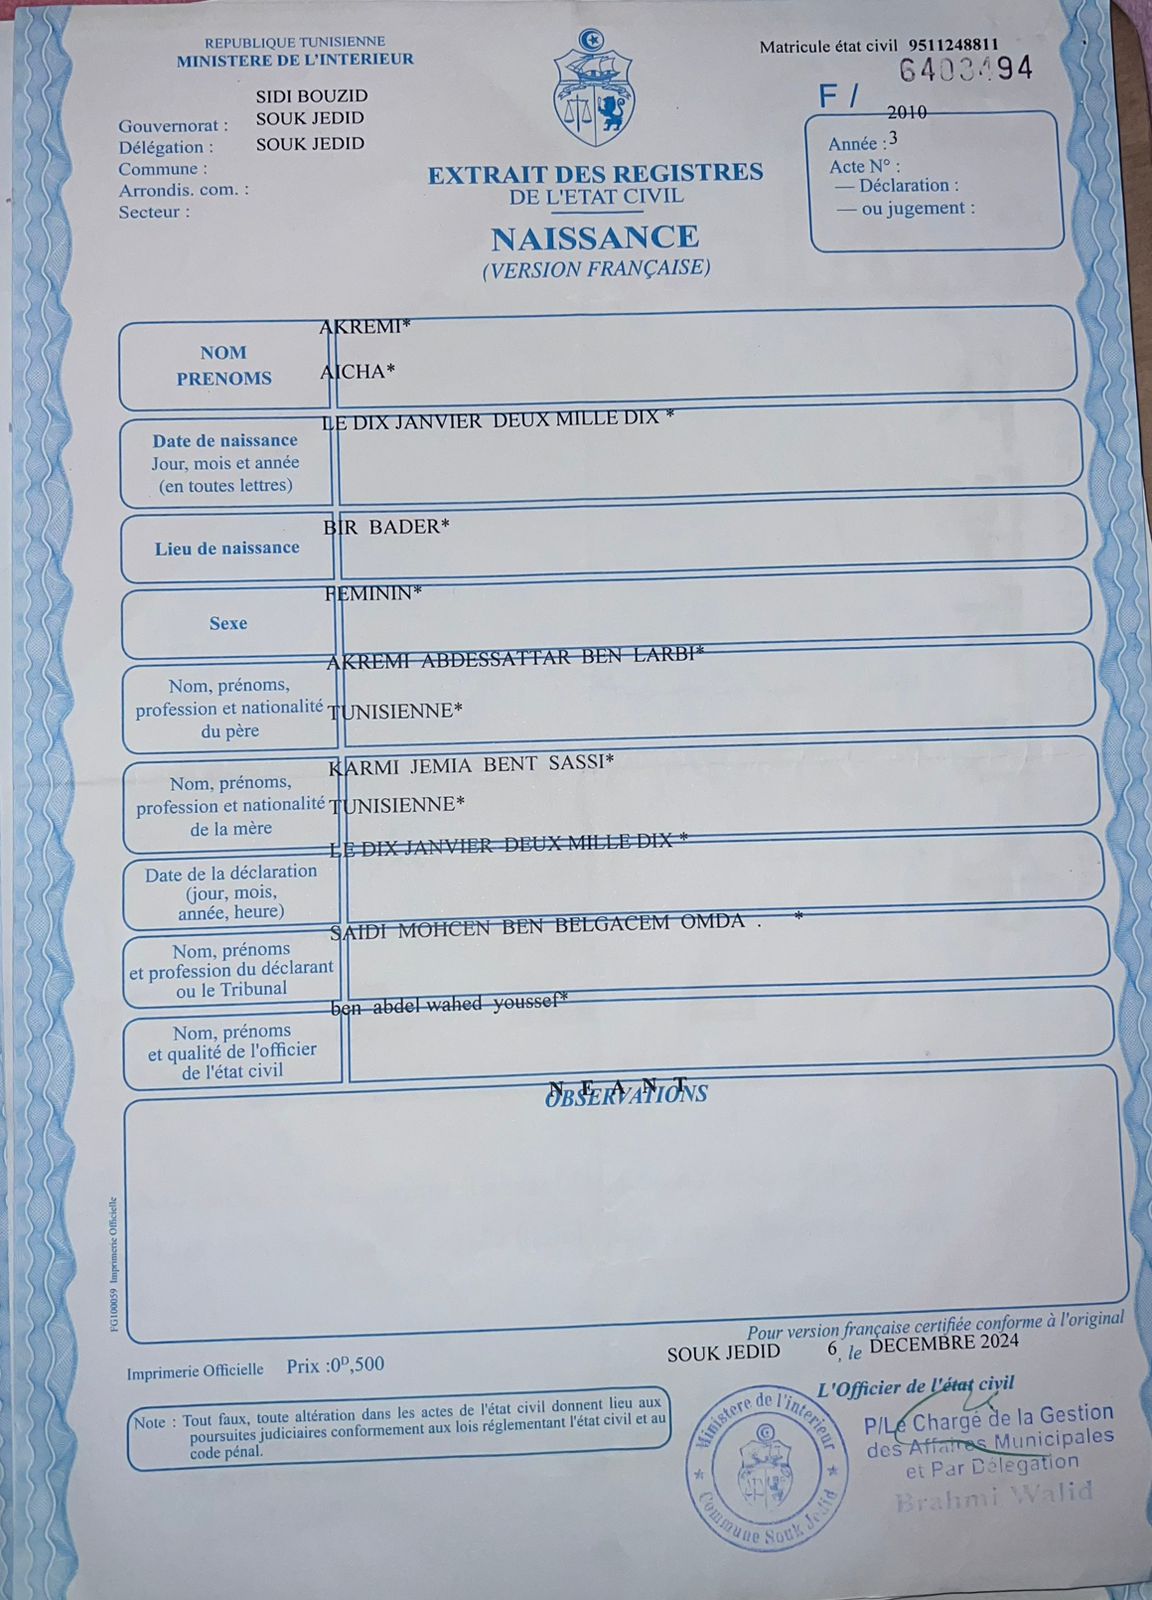 REPUBLIQUE TUNISIENNE
MINISTERE DE L'INTERIEUR
Matricule état civil 9511248811
6403494
F /
SIDI BOUZID
Gouvernorat : SOUK JEDID
Délégation : SOUK JEDID
Commune :
Arrondis. com. :
Secteur :
2010
Année : 3
Acte N° :
— Déclaration :
— ou jugement :
EXTRAIT DES REGISTRES
DE L'ETAT CIVIL
NAISSANCE
(VERSION FRANÇAISE)
AKREMI*
NOM
PRENOMS
AICHA*
LE DIX JANVIER DEUX MILLE DIX *
Date de naissance
Jour, mois et année
(en toutes lettres)
BIR BADER*
Lieu de naissance
FEMININ*
Sexe
AKREMI ABDESSATTAR BEN LARBI*
Nom, prénoms,
profession et nationalité
du père
TUNISIENNE*
KARMI JEMIA BENT SASSI*
Nom, prénoms,
profession et nationalité
de la mère
TUNISIENNE*
LE DIX JANVIER DEUX MILLE DIX *
Date de la déclaration
(jour, mois,
année, heure)
SAIDI MOHCEN BEN BELGACEM OMDA . *
Nom, prénoms
et profession du déclarant
ou le Tribunal
ben abdel wahed youssef*
Nom, prénoms
et qualité de l'officier
de l'état civil
N E A N T
OBSERVATIONS
FG100059 Imprimerie Officielle
Pour version française certifiée conforme à l'original
SOUK JEDID 6, le DECEMBRE 2024
Imprimerie Officielle Prix :0ᴰ,500
L'Officier de l'état civil
Note : Tout faux, toute altération dans les actes de l'état civil donnent lieu aux
poursuites judiciaires conformement aux lois réglementant l'état civil et au
code pénal.
P/Le Chargé de la Gestion
des Affaires Municipales
et Par Délegation
Brahmi Walid
Ministere de l'interieur
Commune Souk Jedid